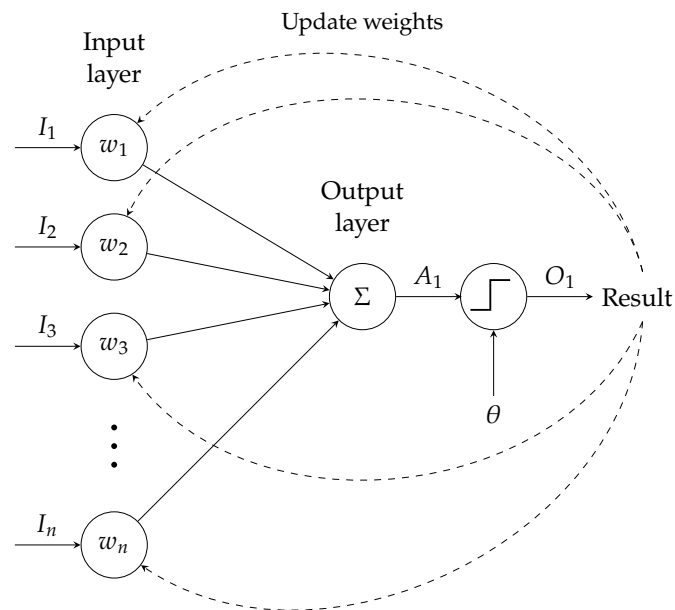 Update weights
Input
layer
I₁
w₁
I₂
w₂
Output
layer
Σ
A₁
O₁
Result
I₃
w₃
θ
Iₙ
wₙ